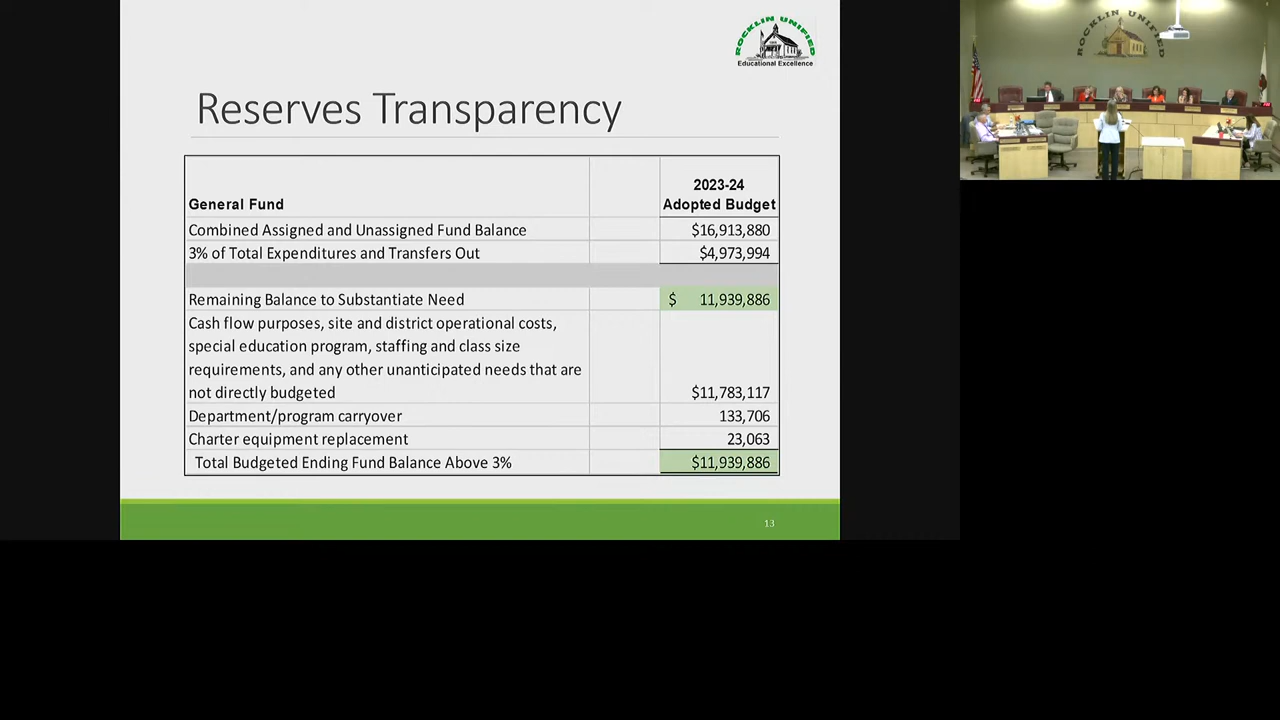 ROCKLIN UNIFIED
Educational Excellence
ROCKLIN UNIFIED
Reserves Transparency
2023-24
General Fund Adopted Budget
Combined Assigned and Unassigned Fund Balance $16,913,880
3% of Total Expenditures and Transfers Out $4,973,994
Remaining Balance to Substantiate Need $ 11,939,886
Cash flow purposes, site and district operational costs,
special education program, staffing and class size
requirements, and any other unanticipated needs that are
not directly budgeted $11,783,117
Department/program carryover 133,706
Charter equipment replacement 23,063
Total Budgeted Ending Fund Balance Above 3% $11,939,886
13